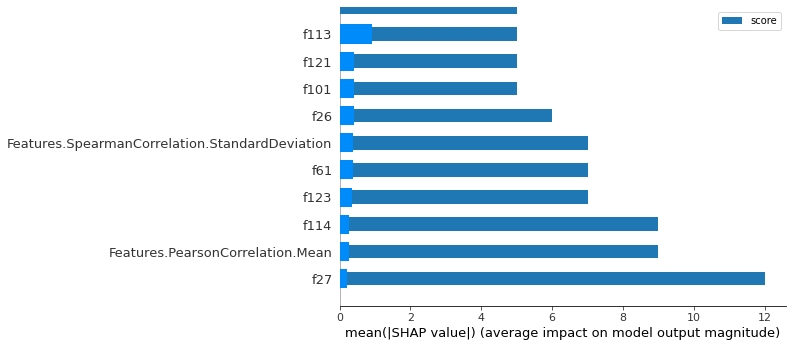 score
f113
f121
f101
f26
Features.SpearmanCorrelation.StandardDeviation
f61
f123
f114
Features.PearsonCorrelation.Mean
f27
0 2 4 6 8 10 12
mean(|SHAP value|) (average impact on model output magnitude)